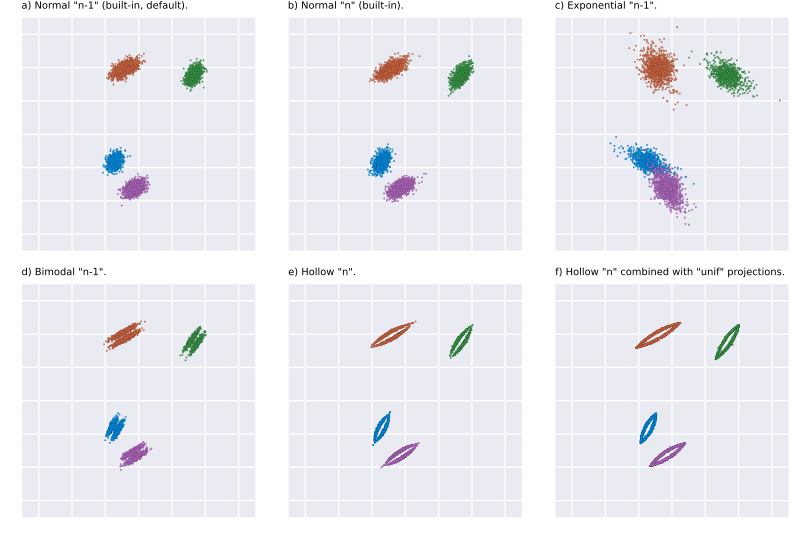 a) Normal "n-1" (built-in, default).
b) Normal "n" (built-in).
c) Exponential "n-1".
d) Bimodal "n-1".
e) Hollow "n".
f) Hollow "n" combined with "unif" projections.